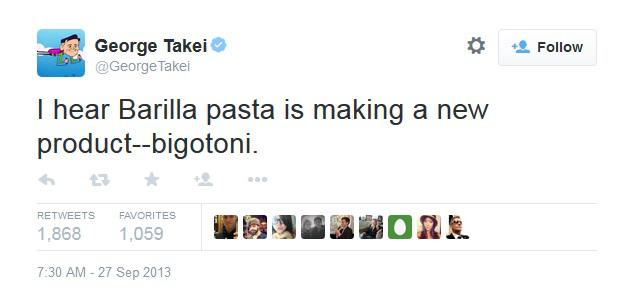 George Takei
@GeorgeTakei
Follow
I hear Barilla pasta is making a new
product--bigotoni.
RETWEETS FAVORITES
1,868 1,059
7:30 AM - 27 Sep 2013